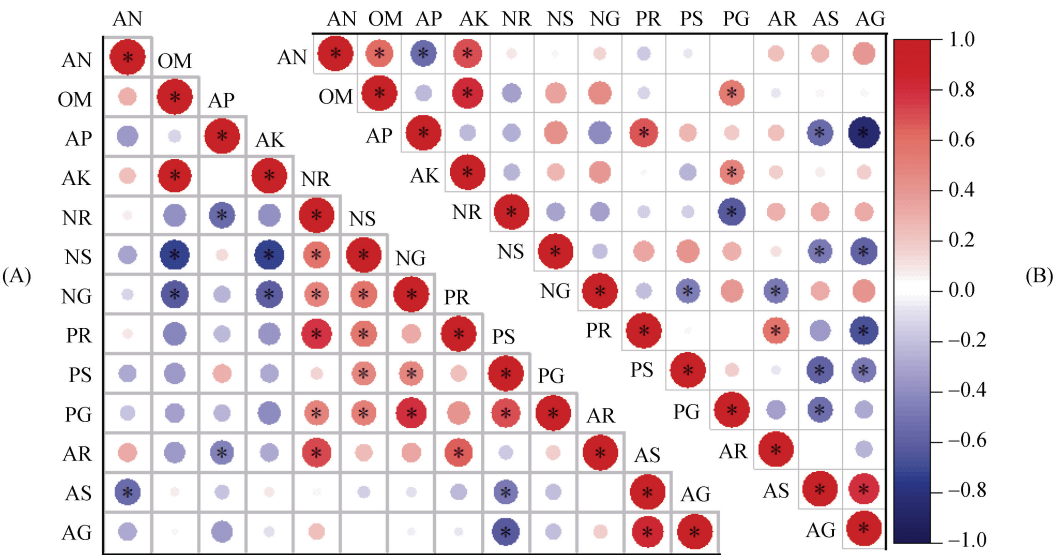 AN AN OM AP AK NR NS NG PR PS PG AR AS AG
1.0
AN * OM AN * * * *
0.8
OM * AP OM * * *
AP * AK AP * * * *
0.6
AK * * NR AK * *
0.4
NR * * NS NR * *
NS * * * * NG NS * * *
0.2
(A) NG * * * * * PR NG * * * 0.0 (B)
PR * * * PS PR * * *
−0.2
PS * * * PG PS * * *
−0.4
PG * * * * * AR PG * *
AR * * * * AS AR *
−0.6
AS * * * AG AS * *
−0.8
AG * * * AG *
−1.0